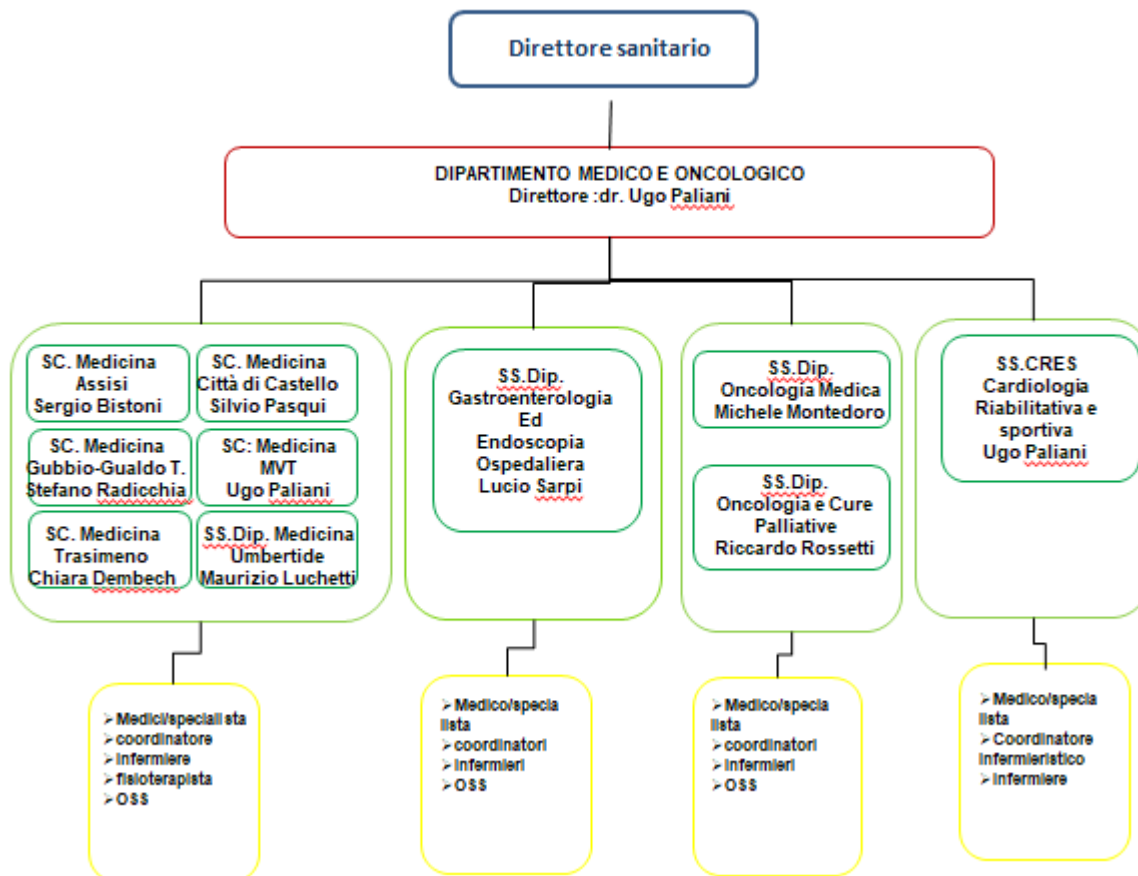 Direttore sanitario
DIPARTIMENTO MEDICO E ONCOLOGICO
Direttore :dr. Ugo Paliani
SC. Medicina
Assisi
Sergio Bistoni
SC. Medicina
Città di Castello
Silvio Pasqui
SC. Medicina
Gubbio-Gualdo T.
Stefano Radicchia
SC: Medicina
MVT
Ugo Paliani
SC. Medicina
Trasimeno
Chiara Dembech
SS.Dip. Medicina
Umbertide
Maurizio Luchetti
SS.Dip.
Gastroenterologia
Ed
Endoscopia
Ospedaliera
Lucio Sarpi
SS.Dip.
Oncologia Medica
Michele Montedoro
SS.Dip.
Oncologia e Cure
Palliative
Riccardo Rossetti
SS.CRES
Cardiologia
Riabilitativa e
sportiva
Ugo Paliani
➢Medici/specialista
➢coordinatore
➢infermiere
➢fisioterapista
➢OSS
➢Medico/specia
lista
➢coordinatori
➢infermieri
➢OSS
➢Medico/specia
lista
➢coordinatori
➢infermieri
➢OSS
➢Medico/specia
lista
➢Coordinatore
infermieristico
➢infermiere